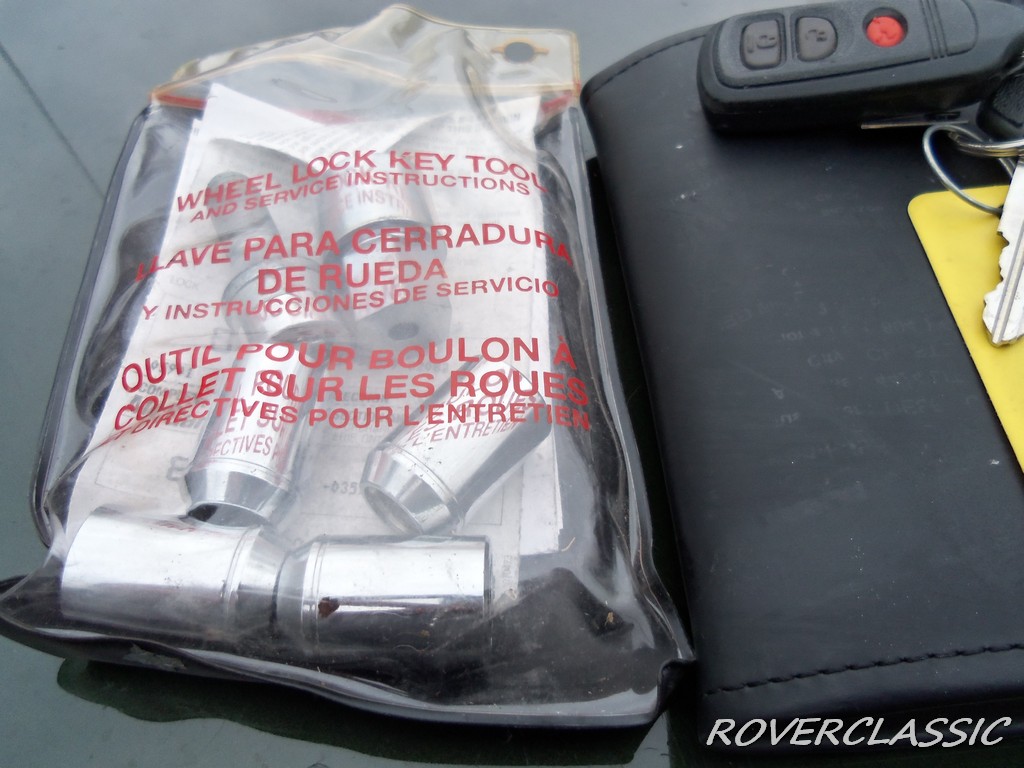 WHEEL LOCK KEY TOOL
AND SERVICE INSTRUCTIONS
LLAVE PARA CERRADURA
DE RUEDA
Y INSTRUCCIONES DE SERVICIO
OUTIL POUR BOULON À
COLLET SUR LES ROUES
ET DIRECTIVES POUR L'ENTRETIEN
ROVERCLASSIC